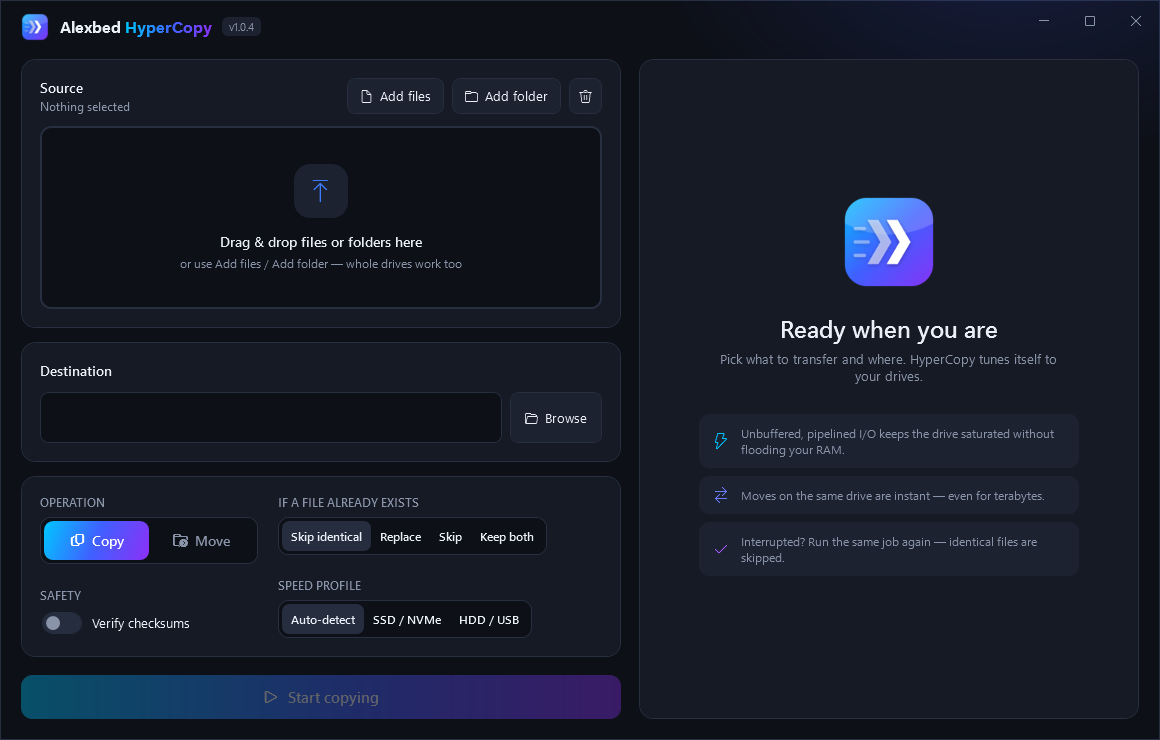 Alexbed HyperCopy v1.0.4
Source
Nothing selected
Add files
Add folder
Drag & drop files or folders here
or use Add files / Add folder — whole drives work too
Destination
Browse
OPERATION
Copy
Move
IF A FILE ALREADY EXISTS
Skip identical
Replace
Skip
Keep both
SAFETY
Verify checksums
SPEED PROFILE
Auto-detect
SSD / NVMe
HDD / USB
Start copying
Ready when you are
Pick what to transfer and where. HyperCopy tunes itself to
your drives.
Unbuffered, pipelined I/O keeps the drive saturated without
flooding your RAM.
Moves on the same drive are instant — even for terabytes.
Interrupted? Run the same job again — identical files are
skipped.